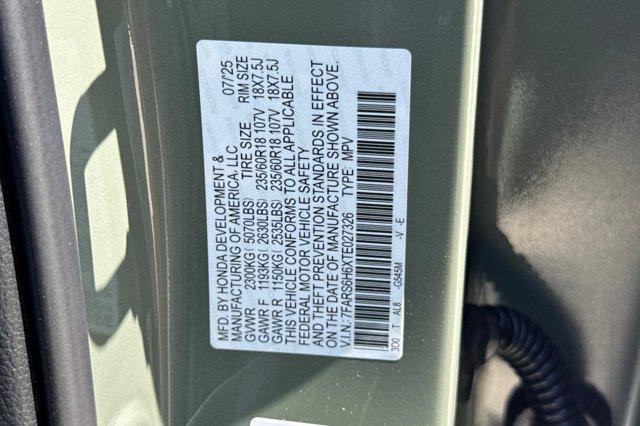 MFD. BY HONDA DEVELOPMENT &
MANUFACTURING OF AMERICA, LLC 07/25
TIRE SIZE RIM SIZE
GVWR 2300KG( 5070LBS)
GAWR F 1193KG( 2630LBS) 235/60R18 107V 18X7.5J
GAWR R 1150KG( 2535LBS) 235/60R18 107V 18X7.5J
THIS VEHICLE CONFORMS TO ALL APPLICABLE
FEDERAL MOTOR VEHICLE SAFETY
AND THEFT PREVENTION STANDARDS IN EFFECT
ON THE DATE OF MANUFACTURE SHOWN ABOVE.
V.I.N.: 7FARS6H6XTE027326 TYPE: MPV
3D0 T AL8 -G545M -V -E